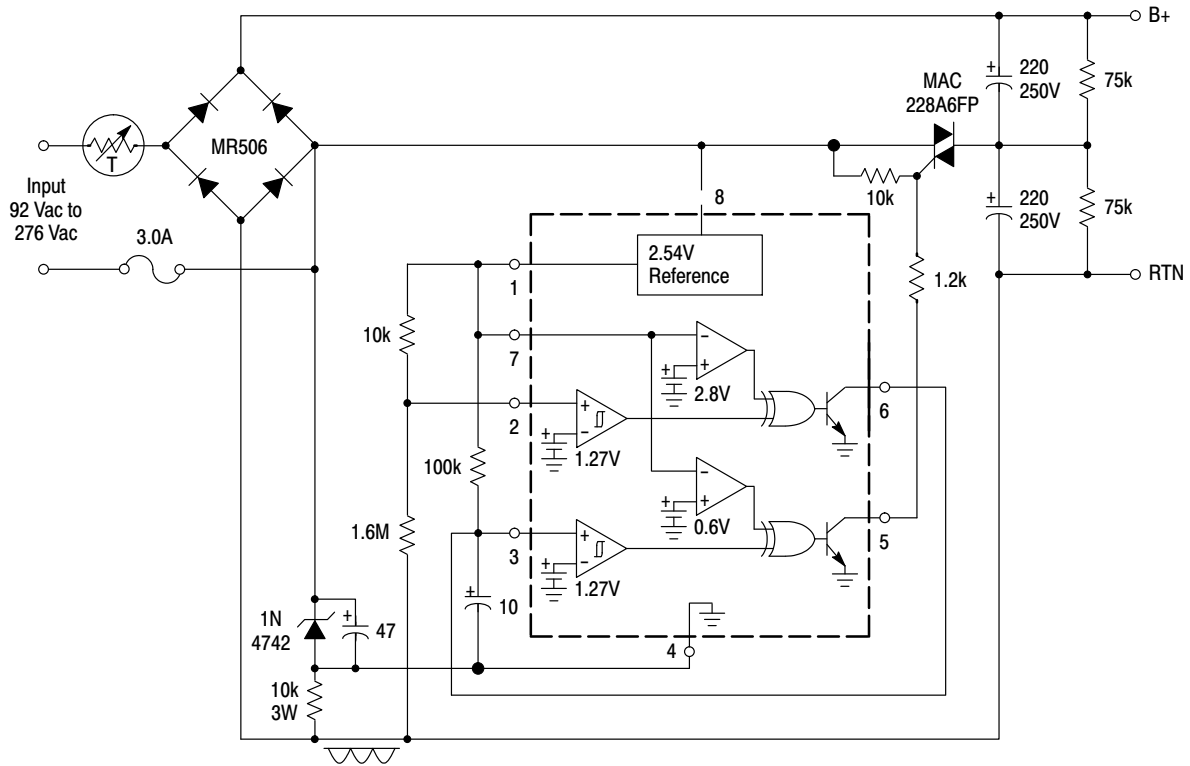 B+
220
250V
75k
MAC
228A6FP
MR506
T
Input
92 Vac to
276 Vac
3.0A
10k
8
2.54V
Reference
220
250V
75k
RTN
1
1.2k
10k
7
+
-
+
2.8V
6
2
+
-
+
1.27V
100k
-
+
+
0.6V
5
1.6M
3
+
-
+
1.27V
+
10
1N
4742
+
47
4
10k
3W
+
+